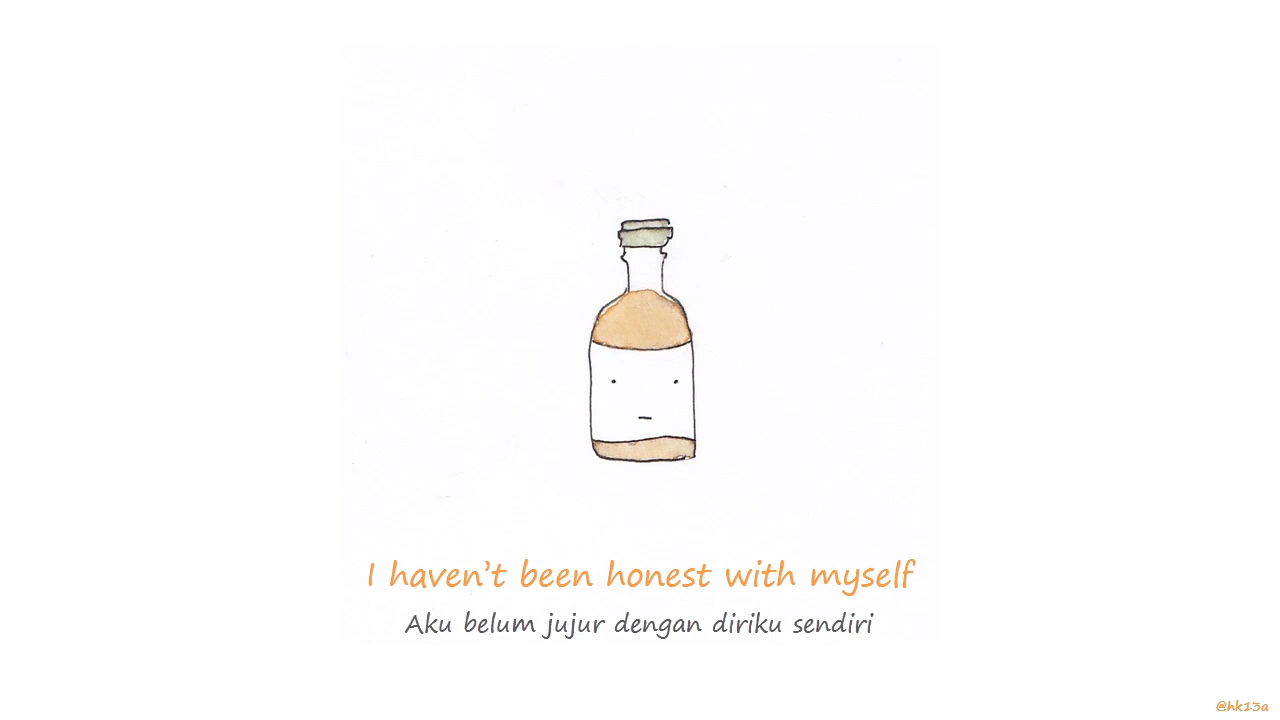 I haven't been honest with myself
Aku belum jujur dengan diriku sendiri
@hk13a